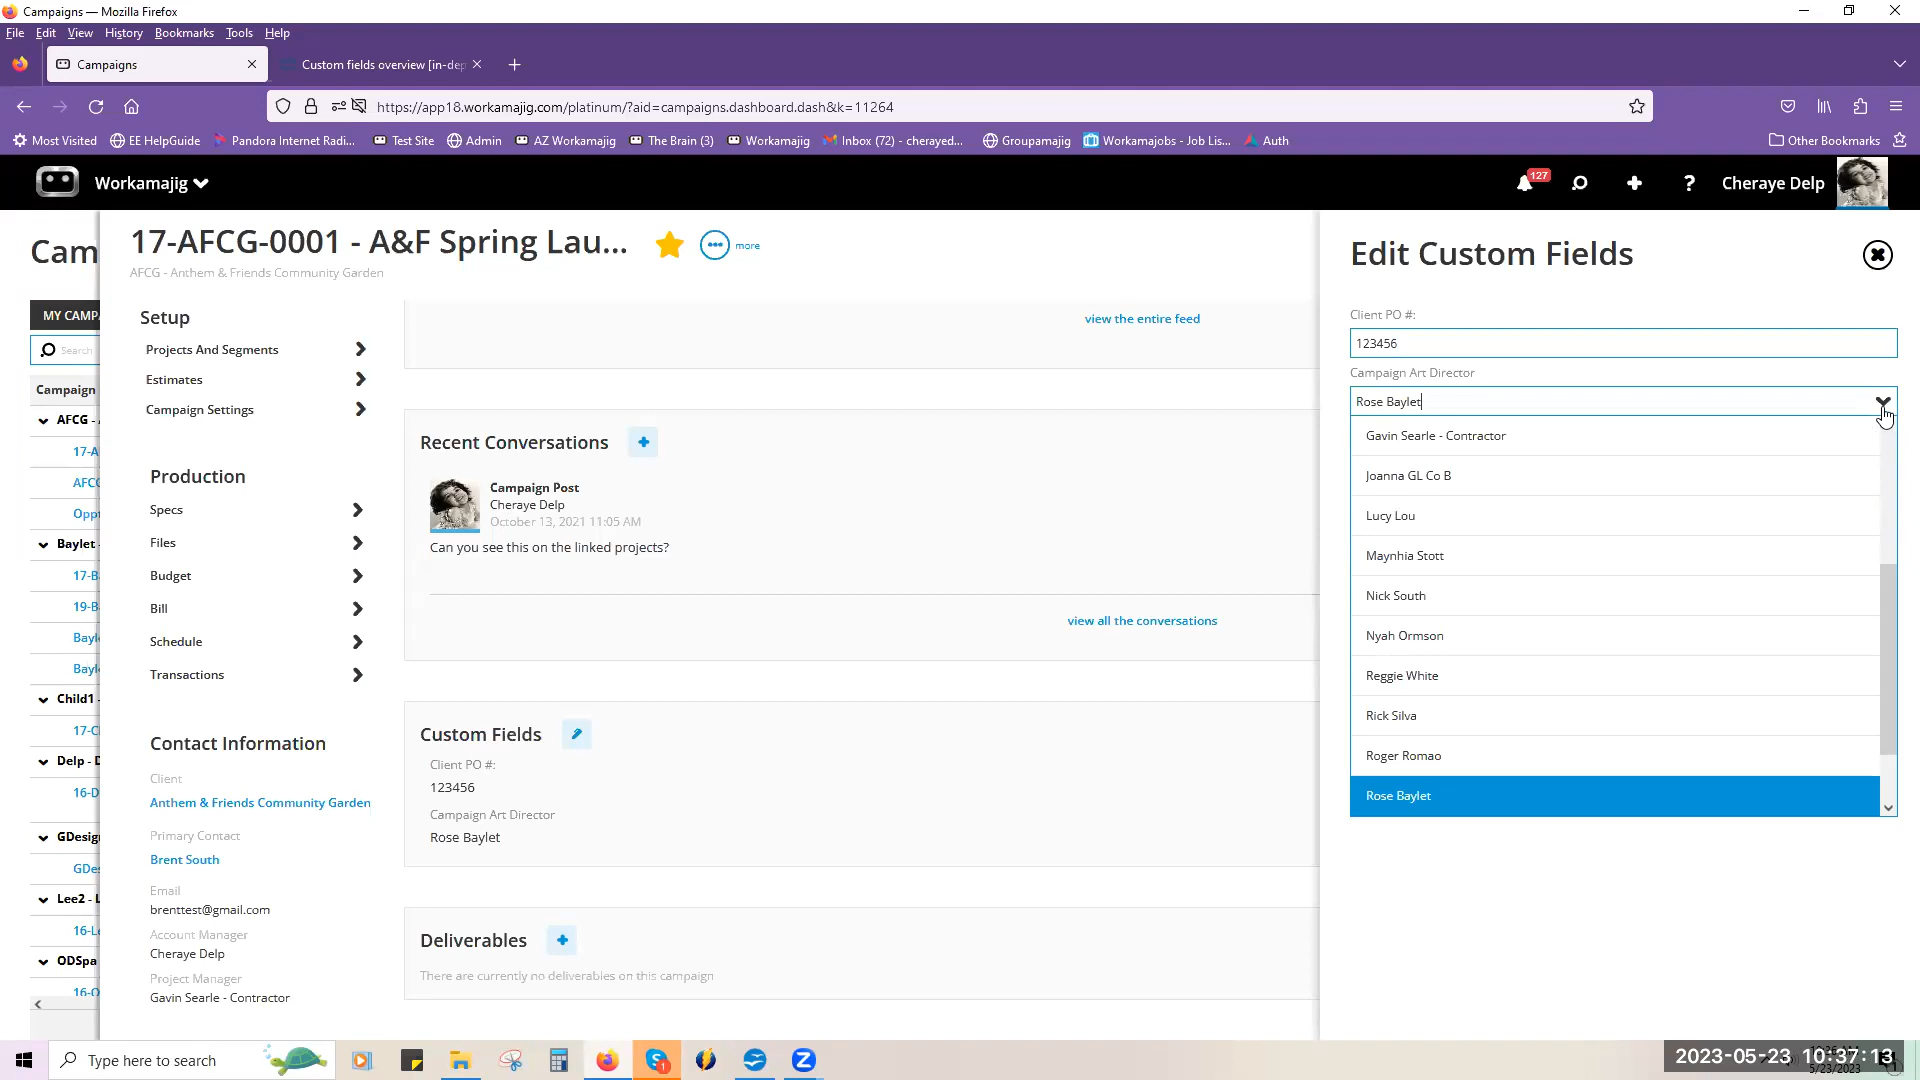 Campaigns — Mozilla Firefox
File Edit View History Bookmarks Tools Help
Campaigns
Custom fields overview [in-dep
https://app18.workamajig.com/platinum/?aid=campaigns.dashboard.dash&k=11264
Most Visited EE HelpGuide Pandora Internet Radi... Test Site Admin AZ Workamajig The Brain (3) Workamajig Inbox (72) - cherayed... Groupamajig Workamajobs - Job Lis... Auth Other Bookmarks
Workamajig
127
Cheraye Delp
Cam
MY CAMP
Search
Campaign
AFCG -
17-A
AFCG
Oppt
Baylet -
17-B
19-B
Bayl
Bayl
Child1 -
17-C
Delp - D
16-D
GDesig
GDes
Lee2 - L
16-Le
ODSpa
16-O
17-AFCG-0001 - A&F Spring Lau...
more
AFCG - Anthem & Friends Community Garden
Setup
Projects And Segments
Estimates
Campaign Settings
Production
Specs
Files
Budget
Bill
Schedule
Transactions
Contact Information
Client
Anthem & Friends Community Garden
Primary Contact
Brent South
Email
brenttest@gmail.com
Account Manager
Cheraye Delp
Project Manager
Gavin Searle - Contractor
view the entire feed
Recent Conversations
Campaign Post
Cheraye Delp
October 13, 2021 11:05 AM
Can you see this on the linked projects?
view all the conversations
Custom Fields
Client PO #:
123456
Campaign Art Director
Rose Baylet
Deliverables
There are currently no deliverables on this campaign
Edit Custom Fields
Client PO #:
123456
Campaign Art Director
Rose Baylet
Gavin Searle - Contractor
Joanna GL Co B
Lucy Lou
Maynhia Stott
Nick South
Nyah Ormson
Reggie White
Rick Silva
Roger Romao
Rose Baylet
Type here to search
2023-05-23 10:37:13
5/23/2023